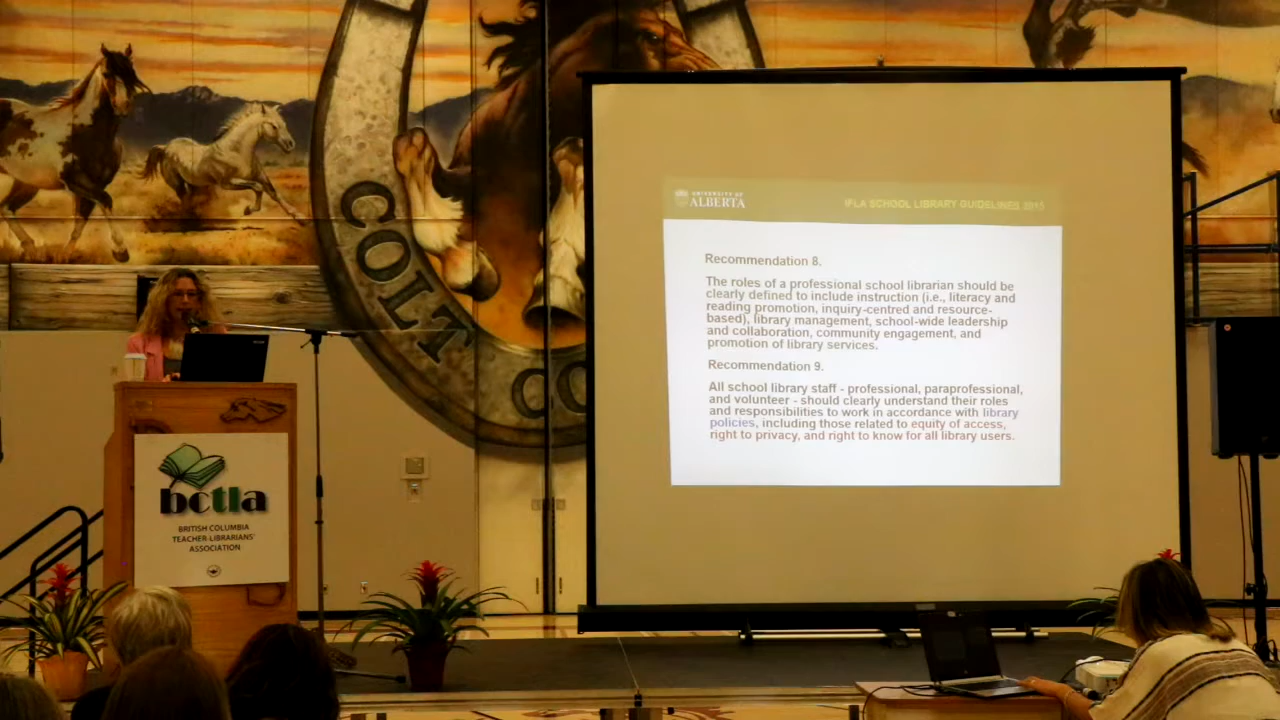 COLT
CO
UNIVERSITY OF
ALBERTA
IFLA SCHOOL LIBRARY GUIDELINES 2015
Recommendation 8.
The roles of a professional school librarian should be
clearly defined to include instruction (i.e., literacy and
reading promotion, inquiry-centred and resource-
based), library management, school-wide leadership
and collaboration, community engagement, and
promotion of library services.
Recommendation 9.
All school library staff - professional, paraprofessional,
and volunteer - should clearly understand their roles
and responsibilities to work in accordance with library
policies, including those related to equity of access,
right to privacy, and right to know for all library users.
bctla
BRITISH COLUMBIA
TEACHER-LIBRARIANS'
ASSOCIATION